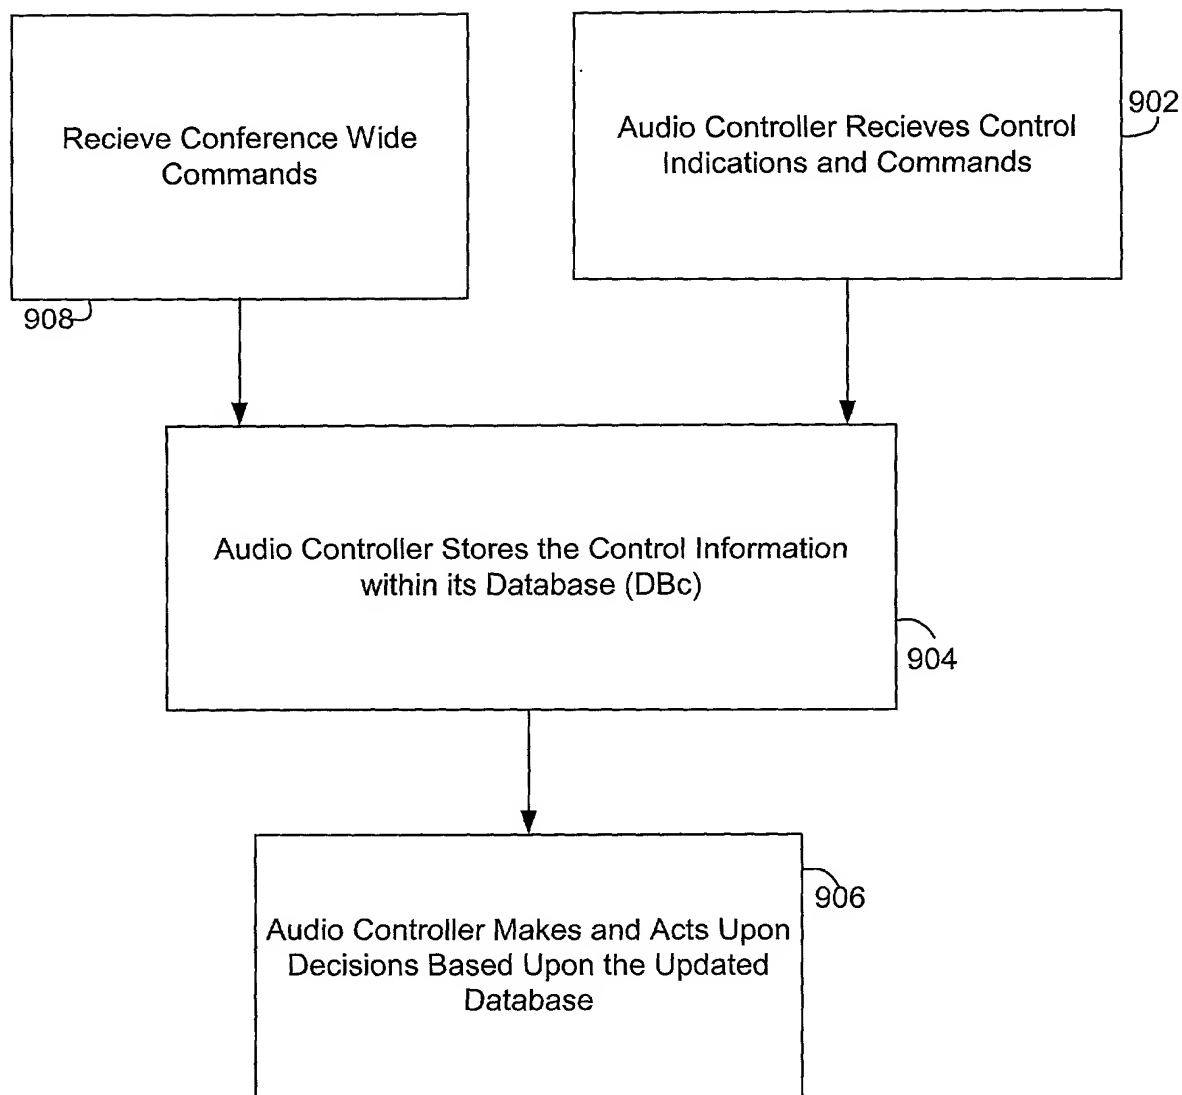 Recieve Conference Wide
Commands
908
Audio Controller Recieves Control
Indications and Commands
902
Audio Controller Stores the Control Information
within its Database (DBc)
904
Audio Controller Makes and Acts Upon
Decisions Based Upon the Updated
Database
906